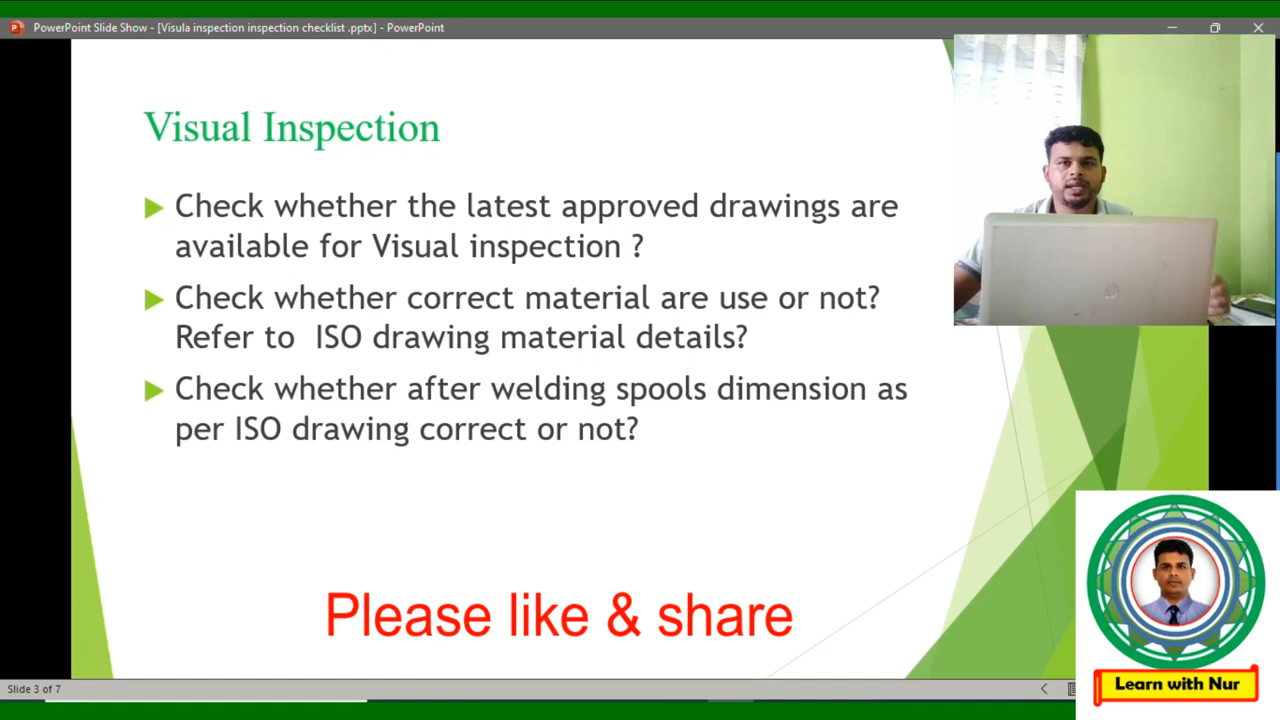 PowerPoint Slide Show - [Visula inspection inspection checklist .pptx] - PowerPoint
Visual Inspection
Check whether the latest approved drawings are
available for Visual inspection ?
Check whether correct material are use or not?
Refer to  ISO drawing material details?
Check whether after welding spools dimension as
per ISO drawing correct or not?
Please like & share
Learn with Nur
Slide 3 of 7